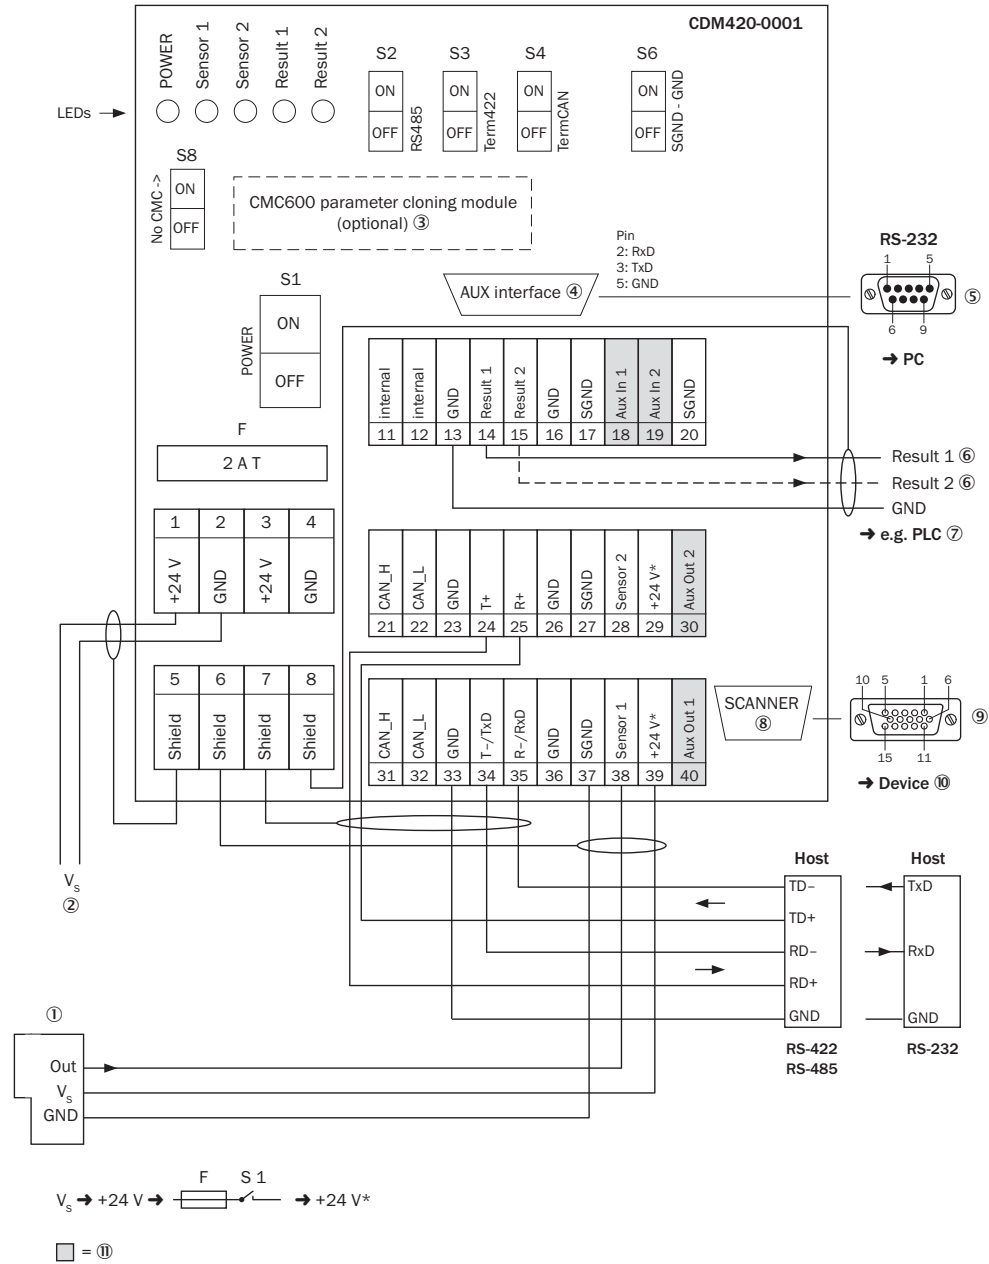 CDM420-0001
LEDs
POWER
Sensor 1
Sensor 2
Result 1
Result 2
S2
ON
OFF
RS485
S3
ON
OFF
Term422
S4
ON
OFF
TermCAN
S6
ON
OFF
SGND - GND
S8
No CMC ->
ON
OFF
CMC600 parameter cloning module
(optional) ③
S1
POWER
ON
OFF
Pin
2: RxD
3: TxD
5: GND
AUX interface ④
RS-232
1 5
6 9
⑤
➔ PC
F
2 A T
internal internal GND Result 1 Result 2 GND SGND Aux In 1 Aux In 2 SGND
11 12 13 14 15 16 17 18 19 20
Result 1 ⑥
Result 2 ⑥
GND
➔ e.g. PLC ⑦
1 2 3 4
+24 V GND +24 V GND
CAN_H CAN_L GND T+ R+ GND SGND Sensor 2 +24 V* Aux Out 2
21 22 23 24 25 26 27 28 29 30
5 6 7 8
Shield Shield Shield Shield
CAN_H CAN_L GND T–/TxD R–/RxD GND SGND Sensor 1 +24 V* Aux Out 1
31 32 33 34 35 36 37 38 39 40
SCANNER
⑧
10 5 1 6
15 11
⑨
➔ Device ⑩
Vs
②
Host
TD–
TD+
RD–
RD+
GND
RS-422
RS-485
Host
TxD
RxD
GND
RS-232
①
Out
Vs
GND
F S 1
Vs ➔ +24 V ➔ ➔ +24 V*
= ⑪